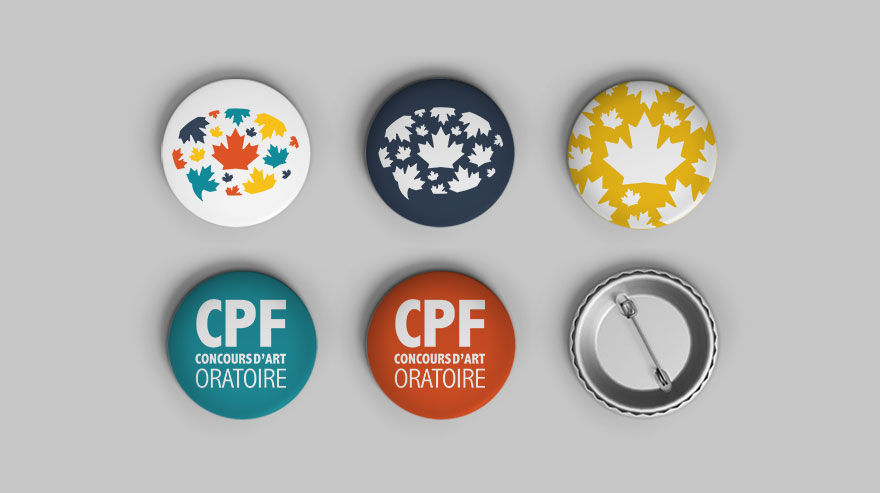 CPF
CONCOURS D'ART
ORATOIRE
CPF
CONCOURS D'ART
ORATOIRE